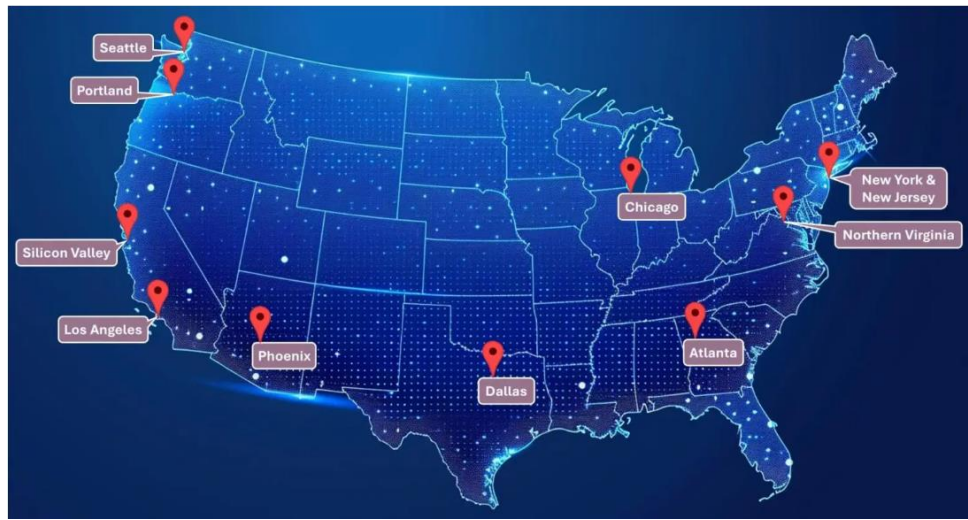 Seattle
Portland
Chicago
New York &
New Jersey
Northern Virginia
Silicon Valley
Los Angeles
Phoenix
Atlanta
Dallas